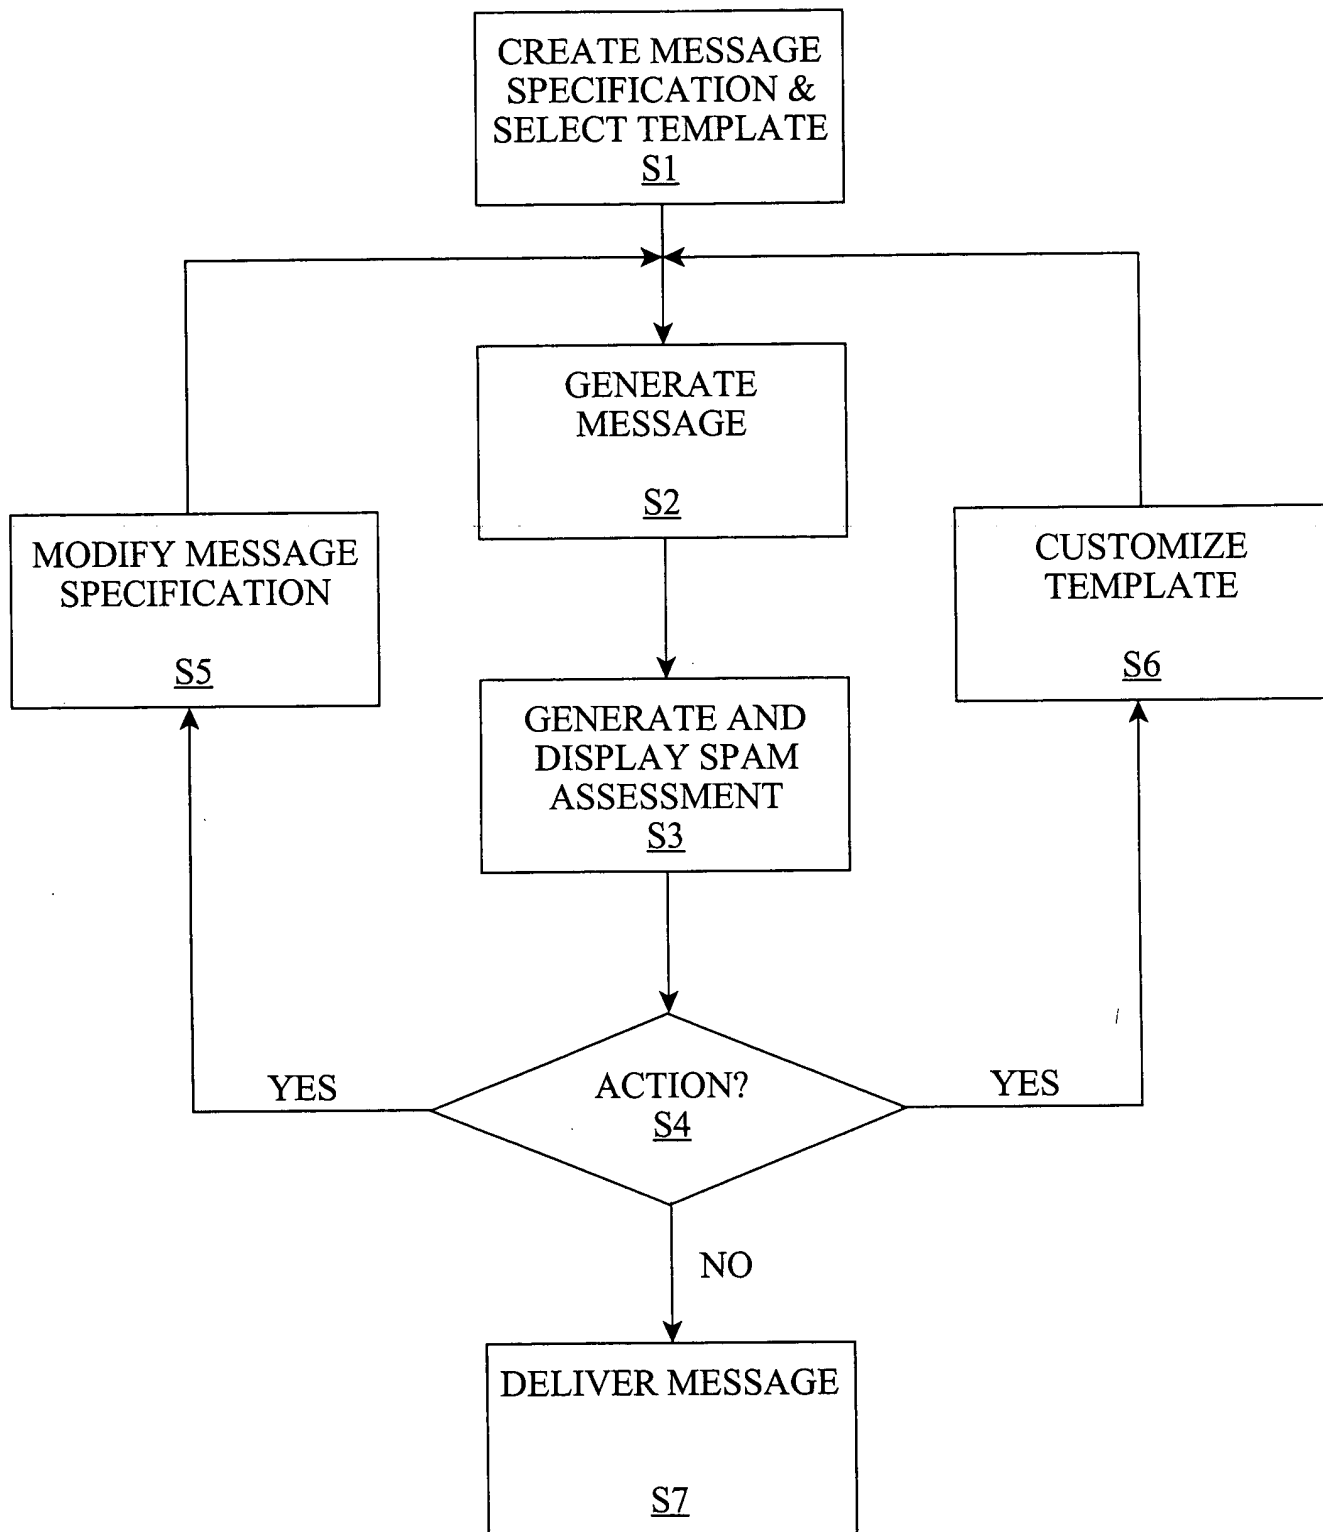 CREATE MESSAGE
SPECIFICATION &
SELECT TEMPLATE
S1
GENERATE
MESSAGE
S2
MODIFY MESSAGE
SPECIFICATION
S5
CUSTOMIZE
TEMPLATE
S6
GENERATE AND
DISPLAY SPAM
ASSESSMENT
S3
ACTION?
S4
YES
YES
NO
DELIVER MESSAGE
S7